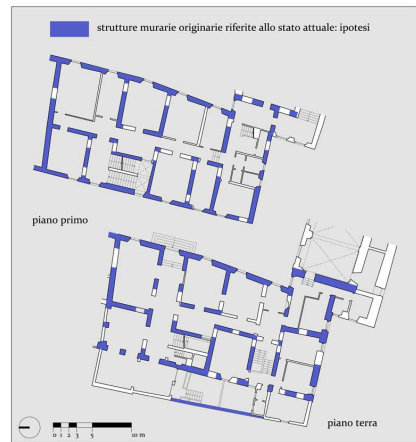 strutture murarie originarie riferite allo stato attuale: ipotesi
piano primo
piano terra
0 1 2 3 5 10 m